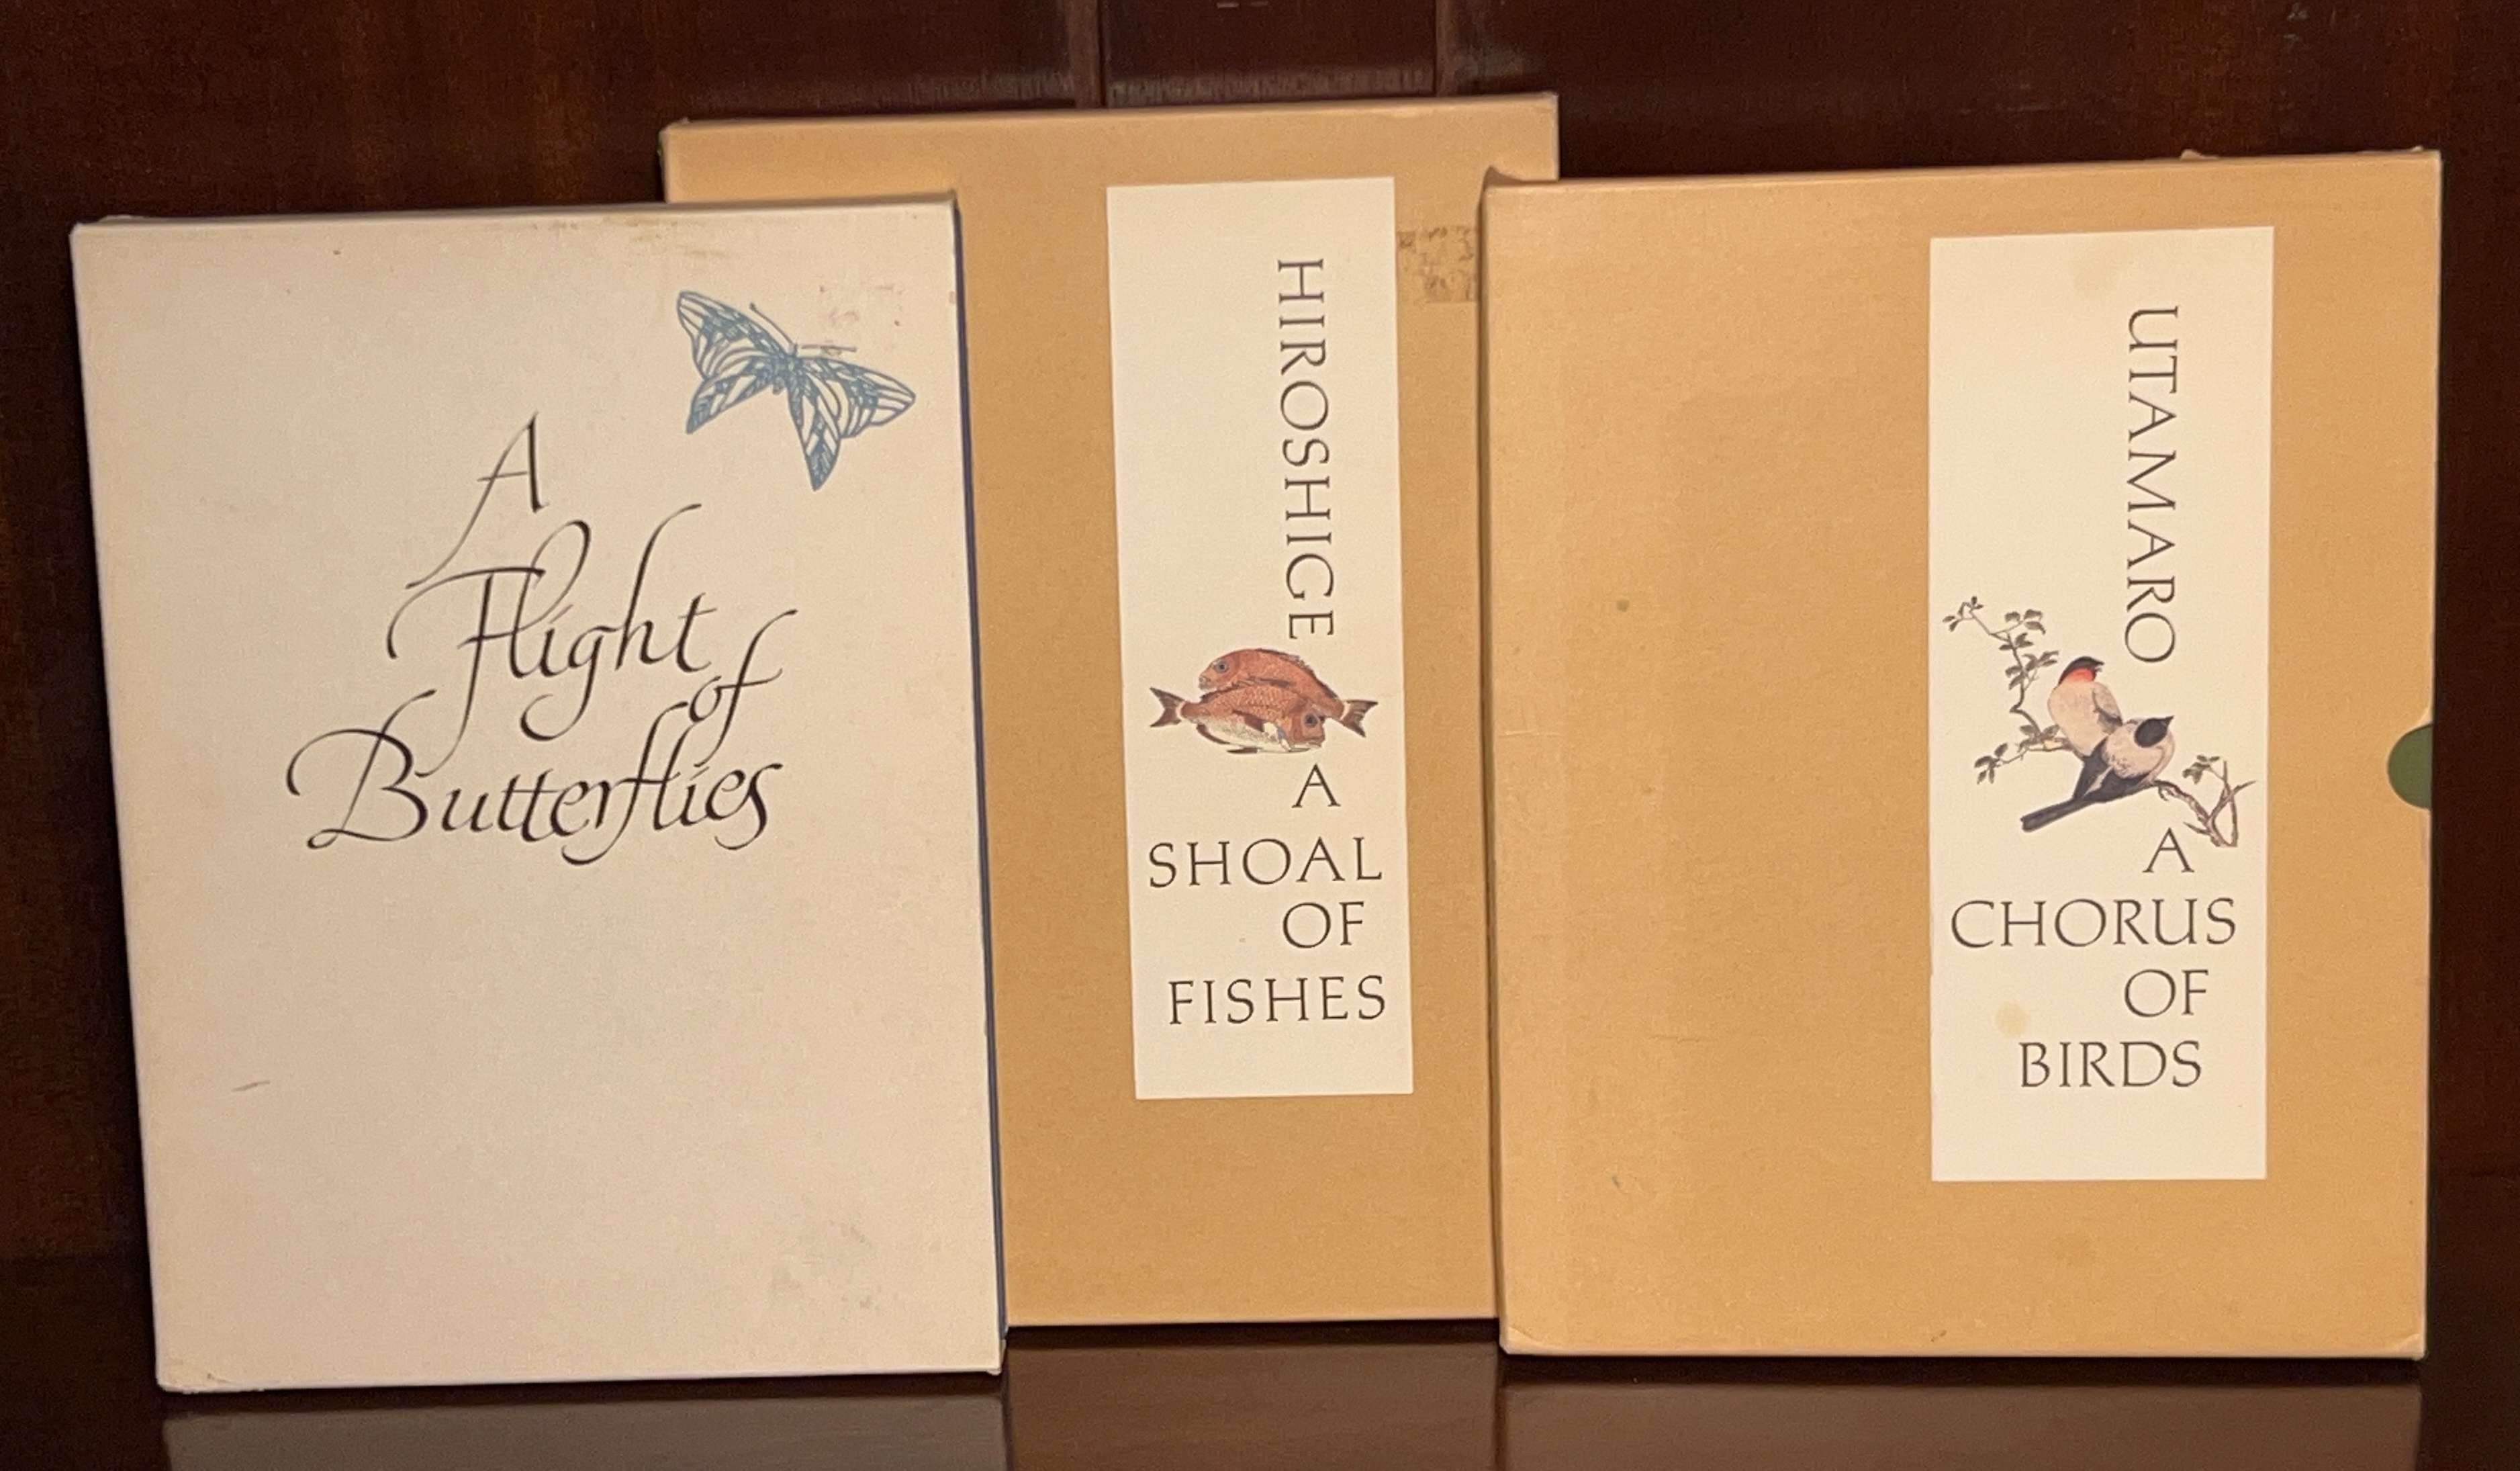 A
Flight
of
Butterflies
HIROSHIGE
A
SHOAL
OF
FISHES
UTAMARO
A
CHORUS
OF
BIRDS